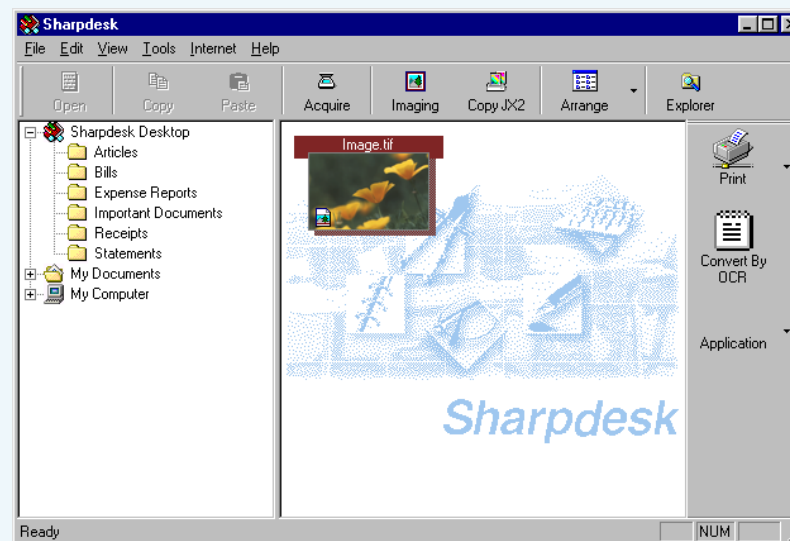 Sharpdesk
File Edit View Tools Internet Help
Open Copy Paste Acquire Imaging Copy JX2 Arrange Explorer
Sharpdesk Desktop
Articles
Bills
Expense Reports
Important Documents
Receipts
Statements
My Documents
My Computer
Image.tif
Sharpdesk
Print
Convert By
OCR
Application
Ready
NUM